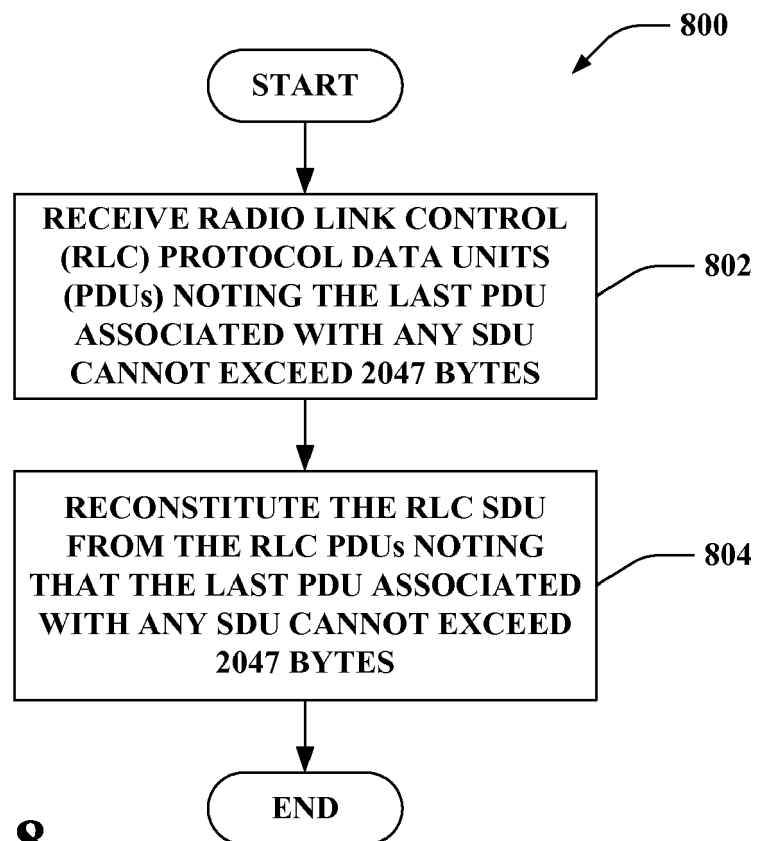 800
START
RECEIVE RADIO LINK CONTROL
(RLC) PROTOCOL DATA UNITS
(PDUs) NOTING THE LAST PDU
ASSOCIATED WITH ANY SDU
CANNOT EXCEED 2047 BYTES
802
RECONSTITUTE THE RLC SDU
FROM THE RLC PDUs NOTING
THAT THE LAST PDU ASSOCIATED
WITH ANY SDU CANNOT EXCEED
2047 BYTES
804
END
8